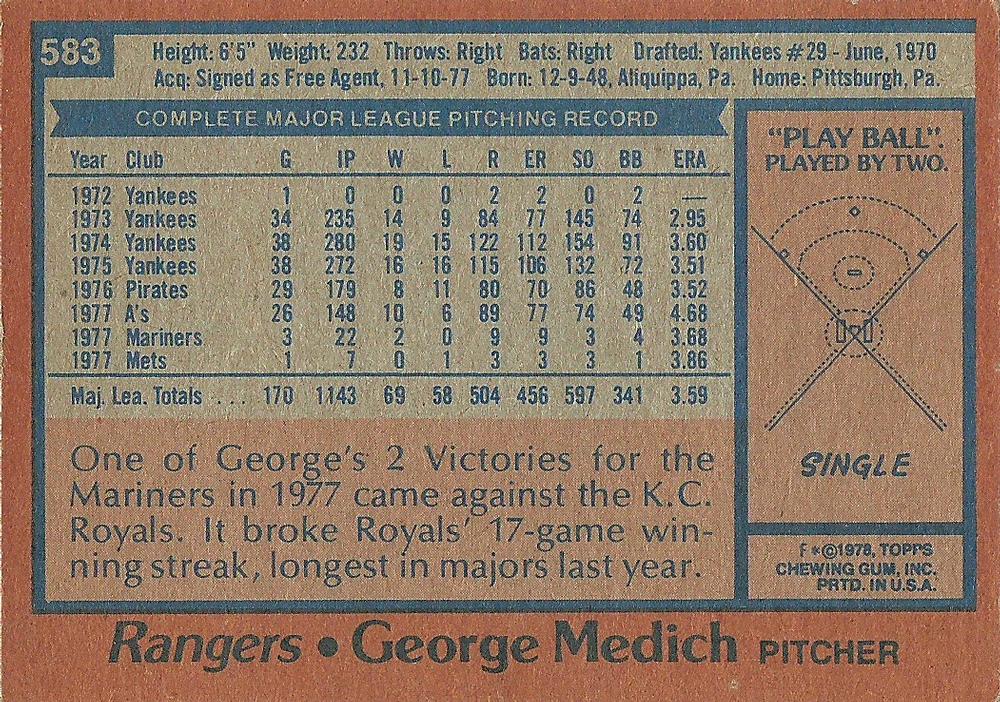 583
Height: 6'5" Weight: 232 Throws: Right Bats: Right Drafted: Yankees #29 - June, 1970
Acq: Signed as Free Agent, 11-10-77 Born: 12-9-48, Aliquippa, Pa. Home: Pittsburgh, Pa.
COMPLETE MAJOR LEAGUE PITCHING RECORD
Year Club G IP W L R ER SO BB ERA
1972 Yankees 1 0 0 0 2 2 0 2 —
1973 Yankees 34 235 14 9 84 77 145 74 2.95
1974 Yankees 38 280 19 15 122 112 154 91 3.60
1975 Yankees 38 272 16 16 115 106 132 72 3.51
1976 Pirates 29 179 8 11 80 70 86 48 3.52
1977 A's 26 148 10 6 89 77 74 49 4.68
1977 Mariners 3 22 2 0 9 9 3 4 3.68
1977 Mets 1 7 0 1 3 3 3 1 3.86
Maj. Lea. Totals . . . 170 1143 69 58 504 456 597 341 3.59
One of George's 2 Victories for the
Mariners in 1977 came against the K.C.
Royals. It broke Royals' 17-game win-
ning streak, longest in majors last year.
"PLAY BALL".
PLAYED BY TWO.
SINGLE
F*©1978, TOPPS
CHEWING GUM, INC.
PRTD. IN U.S.A.
Rangers • George Medich PITCHER